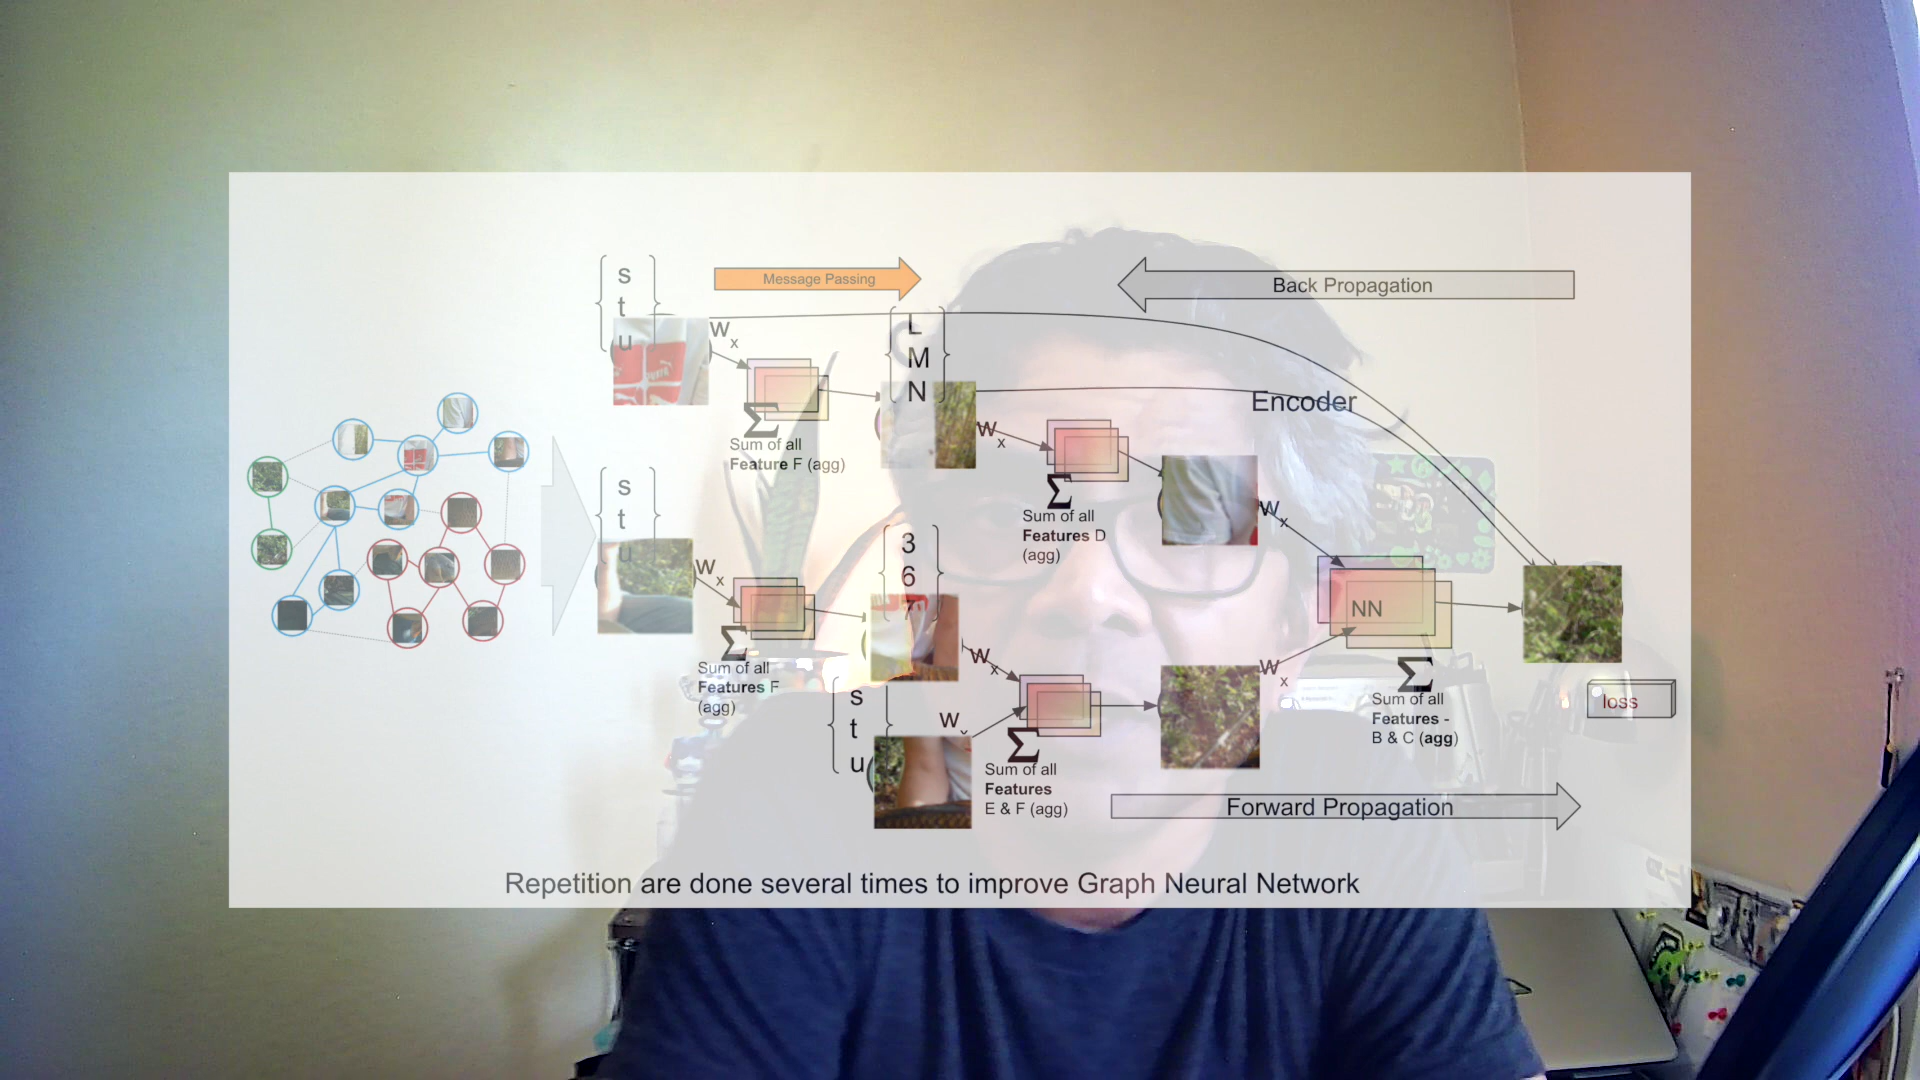 s
t
u
Message Passing
Back Propagation
W
x
L
M
N
Encoder
W
x
Σ
Sum of all
Feature F (agg)
Σ
Sum of all
Features D
(agg)
W
x
s
t
u
W
x
3
6
7
NN
Σ
Sum of all
Features F
(agg)
W
x
W
x
Σ
Sum of all
Features -
B & C (agg)
loss
s
t
u
W
Σ
Sum of all
Features
E & F (agg)
Forward Propagation
Repetition are done several times to improve Graph Neural Network